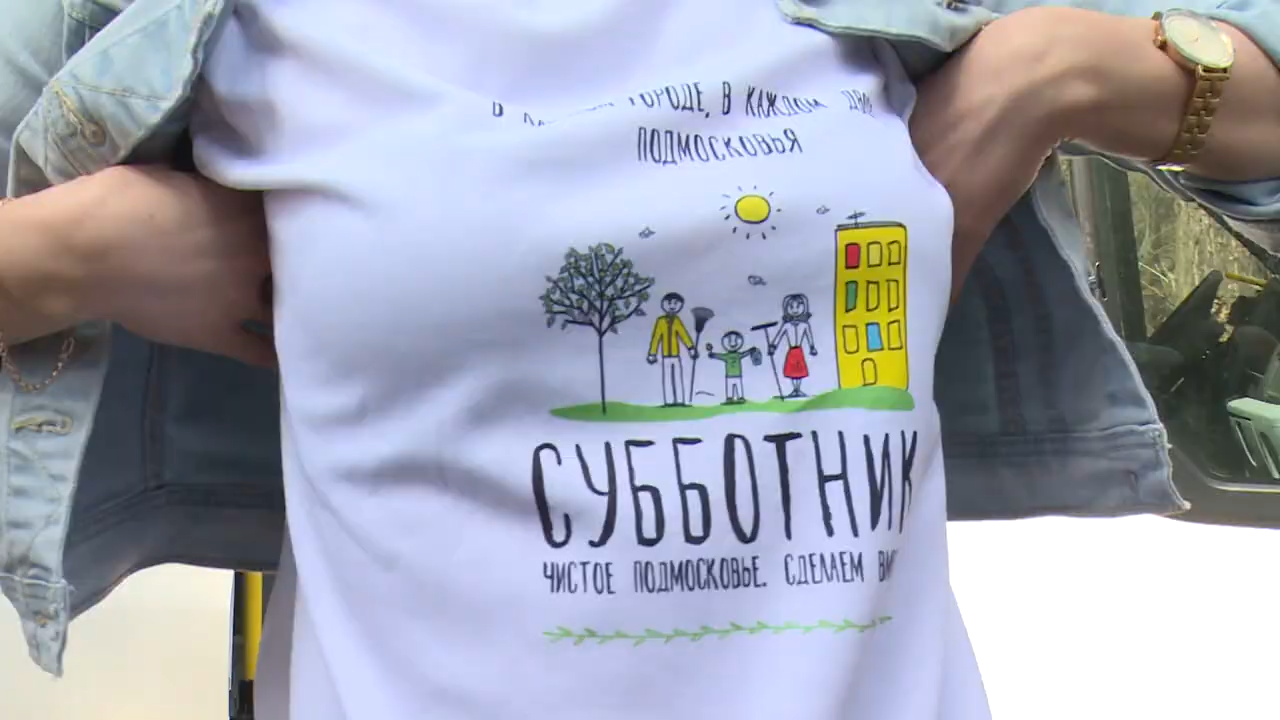 В ГОРОДЕ, В КАЖДОМ
ПОДМОСКОВЬЯ
СУББОТНИК
ЧИСТОЕ ПОДМОСКОВЬЕ. СДЕЛАЕМ